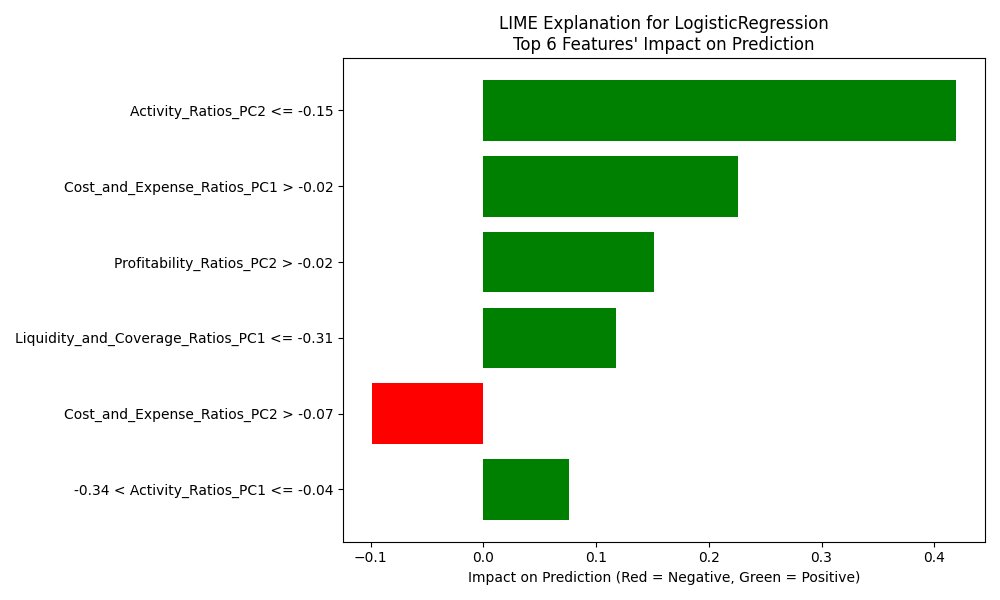 LIME Explanation for LogisticRegression
Top 6 Features' Impact on Prediction
Activity_Ratios_PC2 <= -0.15
Cost_and_Expense_Ratios_PC1 > -0.02
Profitability_Ratios_PC2 > -0.02
Liquidity_and_Coverage_Ratios_PC1 <= -0.31
Cost_and_Expense_Ratios_PC2 > -0.07
-0.34 < Activity_Ratios_PC1 <= -0.04
−0.1 0.0 0.1 0.2 0.3 0.4
Impact on Prediction (Red = Negative, Green = Positive)